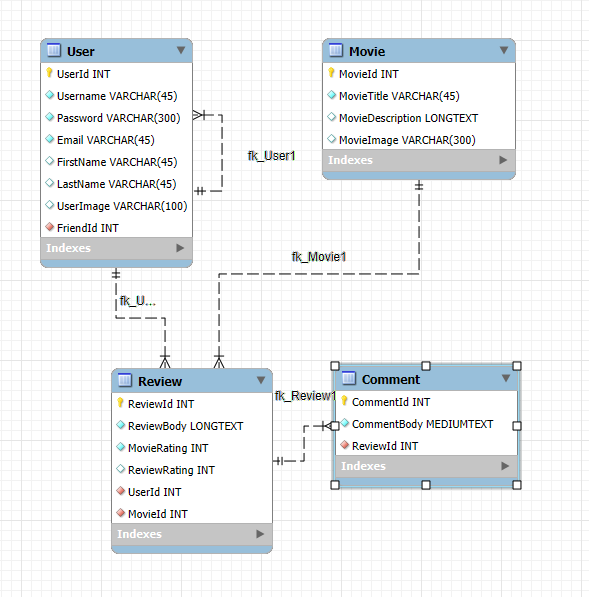 User
UserId INT
Username VARCHAR(45)
Password VARCHAR(300)
Email VARCHAR(45)
FirstName VARCHAR(45)
LastName VARCHAR(45)
UserImage VARCHAR(100)
FriendId INT
Indexes
fk_User1
Movie
MovieId INT
MovieTitle VARCHAR(45)
MovieDescription LONGTEXT
MovieImage VARCHAR(300)
Indexes
fk_Movie1
fk_U...
Review
ReviewId INT
ReviewBody LONGTEXT
MovieRating INT
ReviewRating INT
UserId INT
MovieId INT
Indexes
fk_Review1
Comment
CommentId INT
CommentBody MEDIUMTEXT
ReviewId INT
Indexes